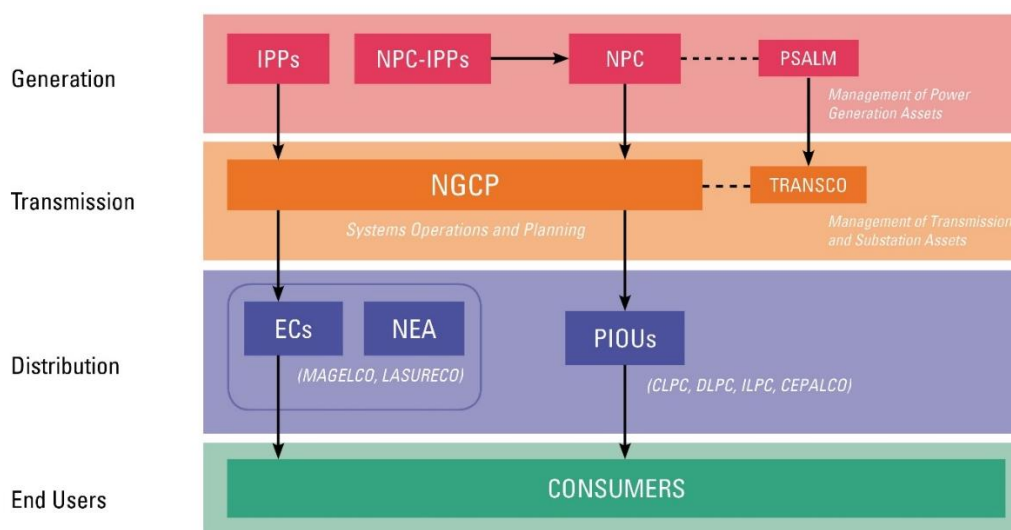 Generation
IPPs
NPC-IPPs
NPC
PSALM
Management of Power
Generation Assets
Transmission
NGCP
TRANSCO
Systems Operations and Planning
Management of Transmission
and Substation Assets
Distribution
ECs
NEA
PIOUs
(MAGELCO, LASURECO)
(CLPC, DLPC, ILPC, CEPALCO)
End Users
CONSUMERS